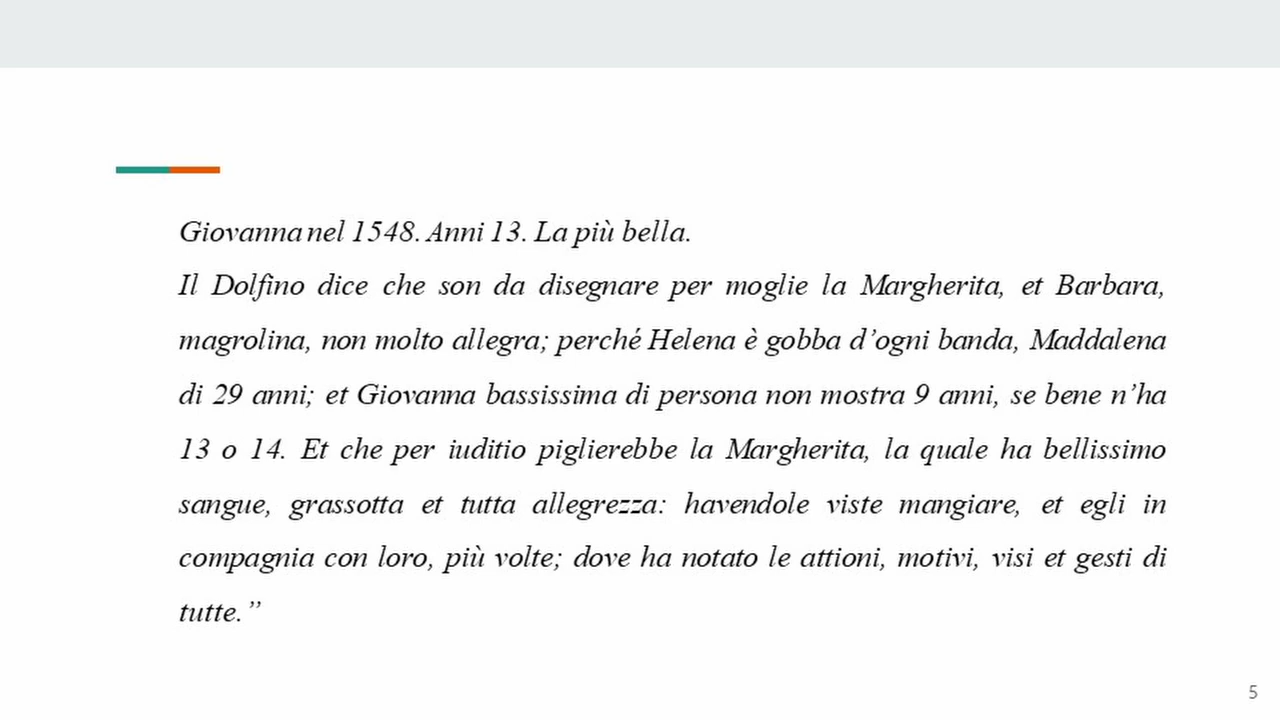 Giovanna nel 1548. Anni 13. La più bella.
Il Dolfino dice che son da disegnare per moglie la Margherita, et Barbara,
magrolina, non molto allegra; perché Helena è gobba d’ogni banda, Maddalena
di 29 anni; et Giovanna bassissima di persona non mostra 9 anni, se bene n’ha
13 o 14. Et che per iuditio piglierebbe la Margherita, la quale ha bellissimo
sangue, grassotta et tutta allegrezza: havendole viste mangiare, et egli in
compagnia con loro, più volte; dove ha notato le attioni, motivi, visi et gesti di
tutte.”
5